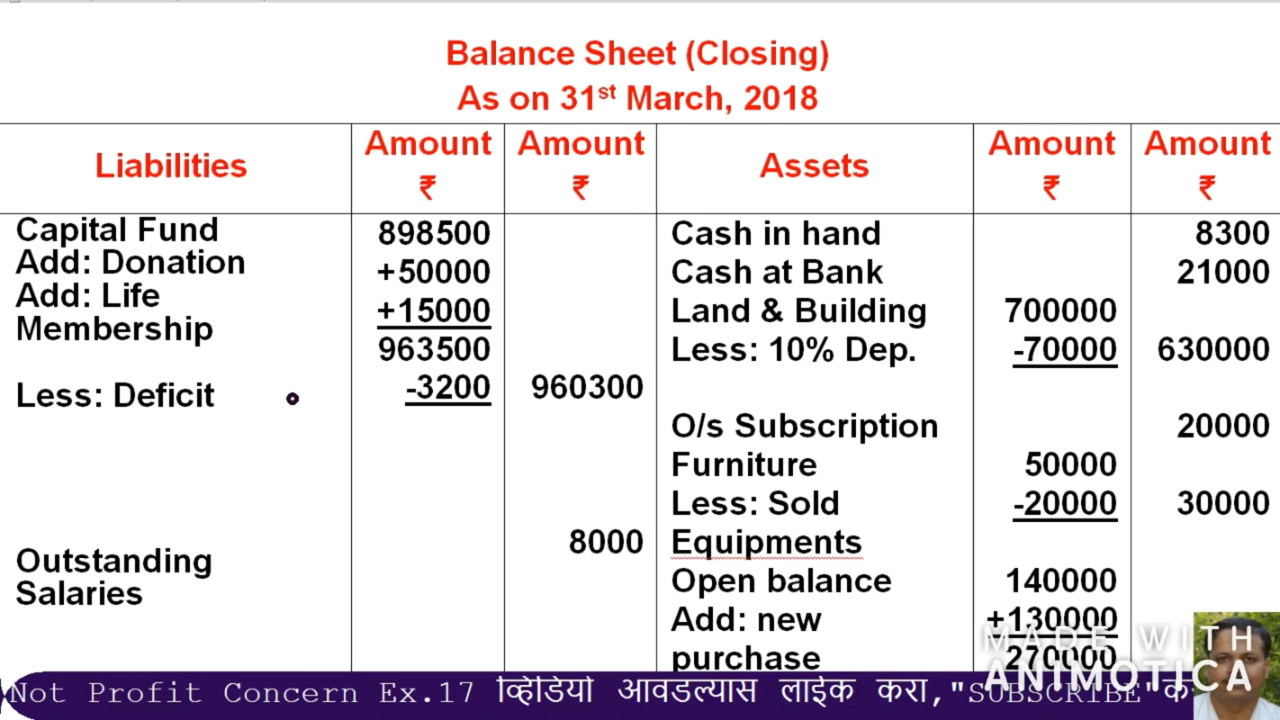 Balance Sheet (Closing)
As on 31st March, 2018
Liabilities Amount ₹ Amount ₹ Assets Amount ₹ Amount ₹
Capital Fund 898500 Cash in hand 8300
Add: Donation +50000 Cash at Bank 21000
Add: Life +15000 Land & Building 700000
Membership 963500 Less: 10% Dep. -70000 630000
Less: Deficit -3200 960300
O/s Subscription 20000
Furniture 50000
Less: Sold -20000 30000
8000 Equipments
Outstanding Open balance 140000
Salaries Add: new +130000
purchase 270000
MADE WITH
ANIMOTICA
Not Profit Concern Ex.17 व्हिडियो आवडल्यास लाईक करा,"SUBSCRIBE"क